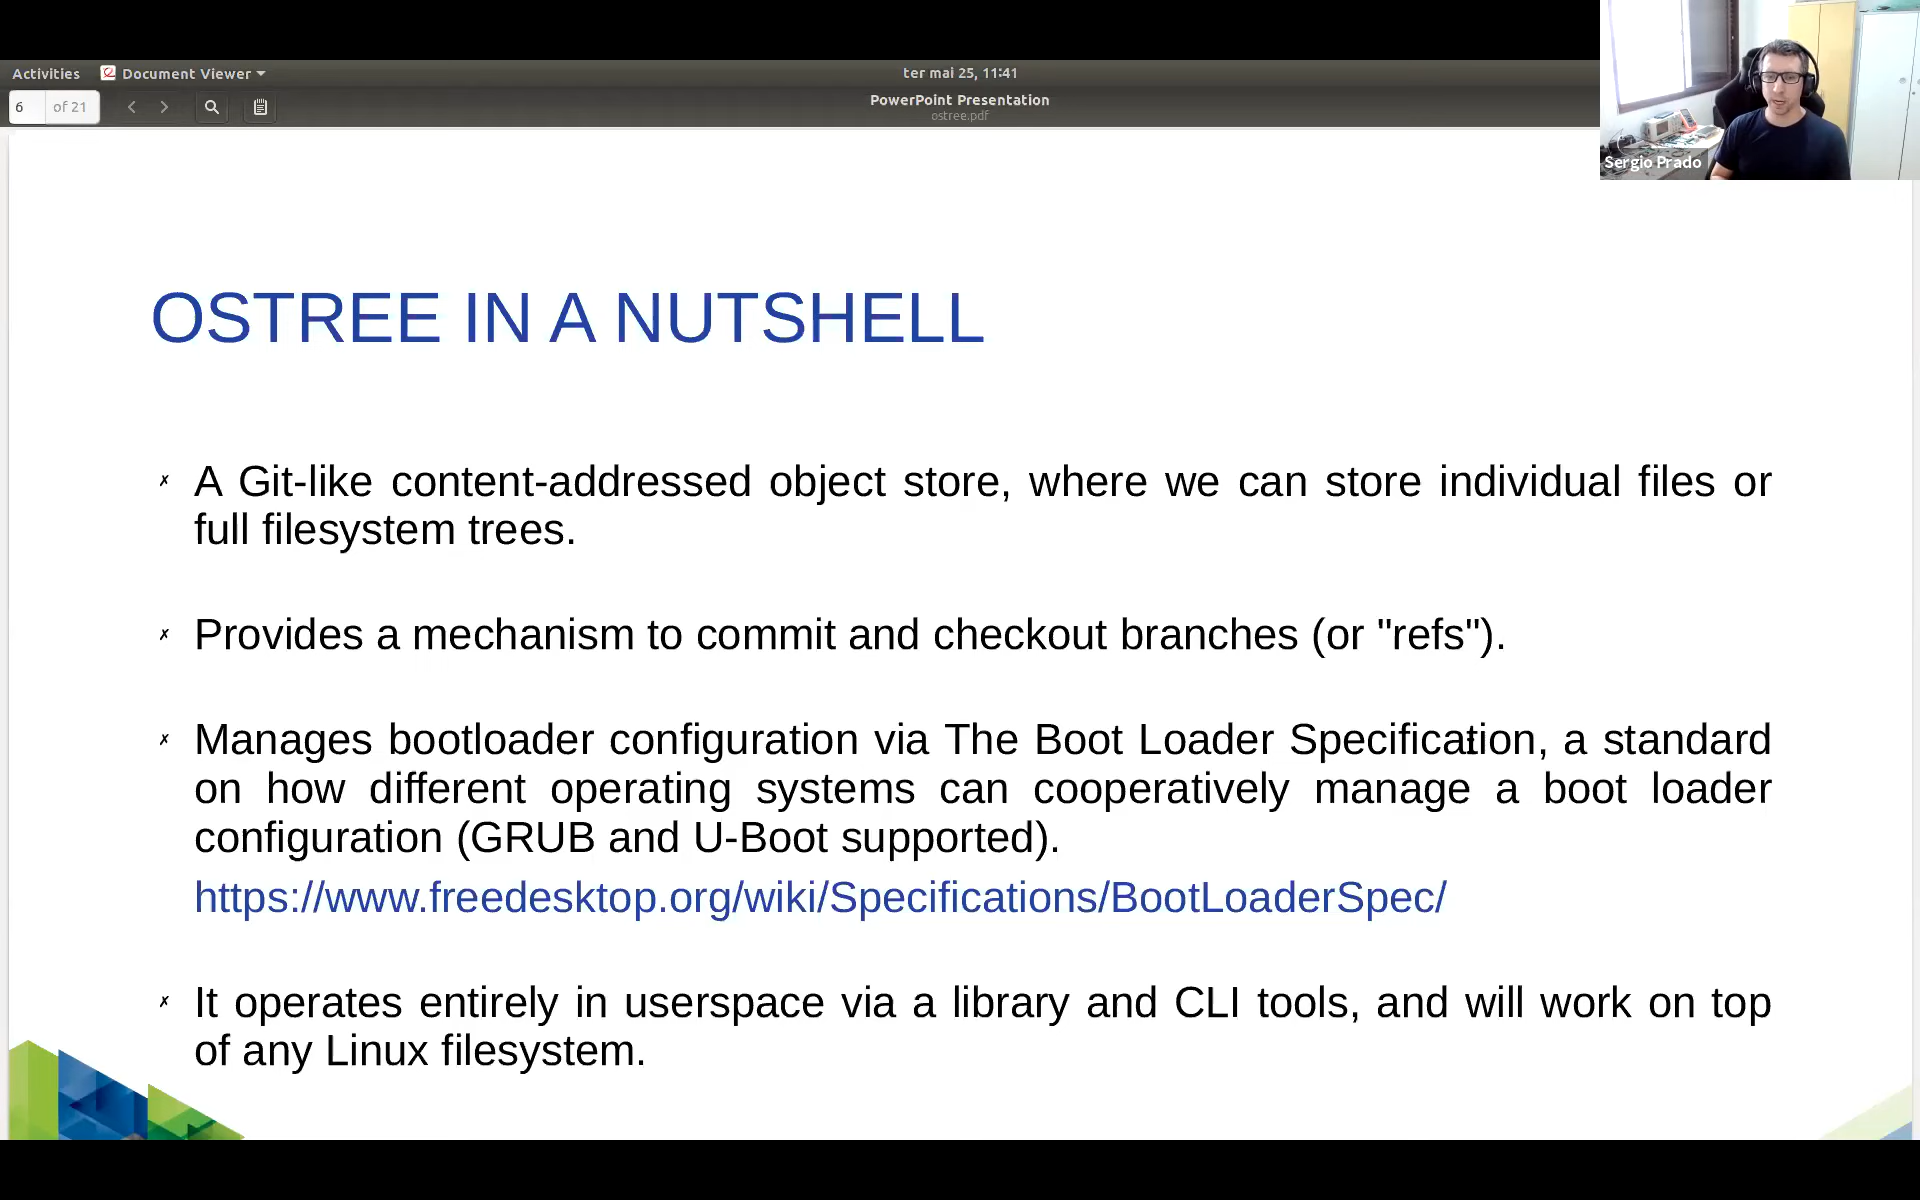 Activities
Document Viewer
ter mai 25, 11:41
6 of 21
PowerPoint Presentation
ostree.pdf
Sergio Prado
OSTREE IN A NUTSHELL
✗ A Git-like content-addressed object store, where we can store individual files or
full filesystem trees.
✗ Provides a mechanism to commit and checkout branches (or "refs").
✗ Manages bootloader configuration via The Boot Loader Specification, a standard
on how different operating systems can cooperatively manage a boot loader
configuration (GRUB and U-Boot supported).
https://www.freedesktop.org/wiki/Specifications/BootLoaderSpec/
✗ It operates entirely in userspace via a library and CLI tools, and will work on top
of any Linux filesystem.